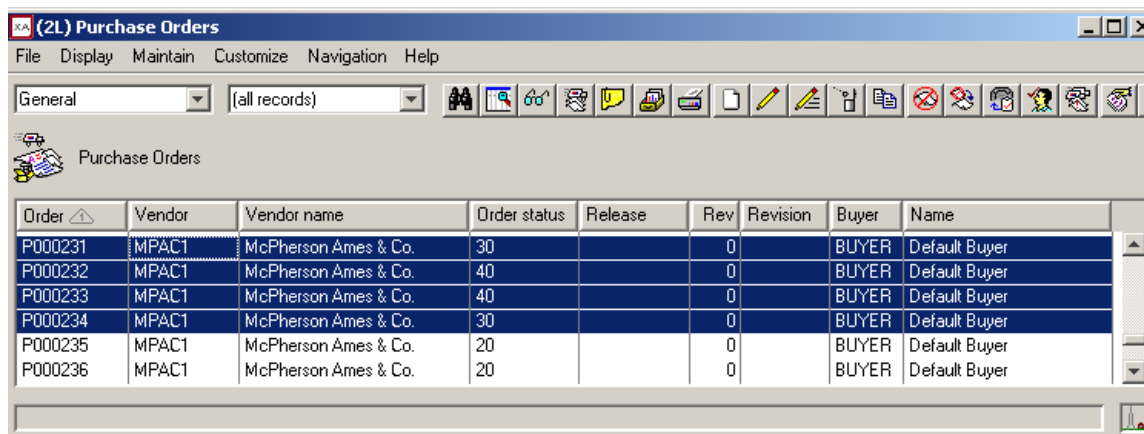 XA (2L) Purchase Orders
File Display Maintain Customize Navigation Help
General (all records)
Purchase Orders
Order 1 Vendor Vendor name Order status Release Rev Revision Buyer Name
P000231 MPAC1 McPherson Ames & Co. 30 0 BUYER Default Buyer
P000232 MPAC1 McPherson Ames & Co. 40 0 BUYER Default Buyer
P000233 MPAC1 McPherson Ames & Co. 40 0 BUYER Default Buyer
P000234 MPAC1 McPherson Ames & Co. 30 0 BUYER Default Buyer
P000235 MPAC1 McPherson Ames & Co. 20 0 BUYER Default Buyer
P000236 MPAC1 McPherson Ames & Co. 20 0 BUYER Default Buyer